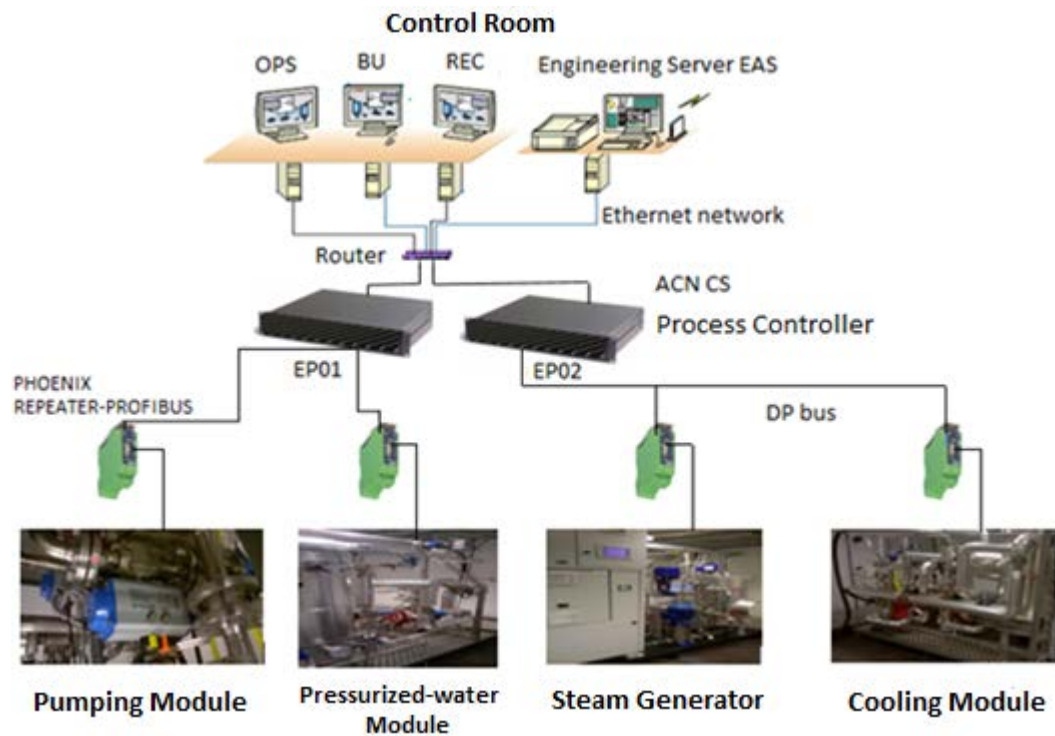 Control Room
OPS
BU
REC
Engineering Server EAS
Ethernet network
Router
ACN CS
Process Controller
EP01
EP02
PHOENIX
REPEATER-PROFIBUS
DP bus
Pumping Module
Pressurized-water
Module
Steam Generator
Cooling Module